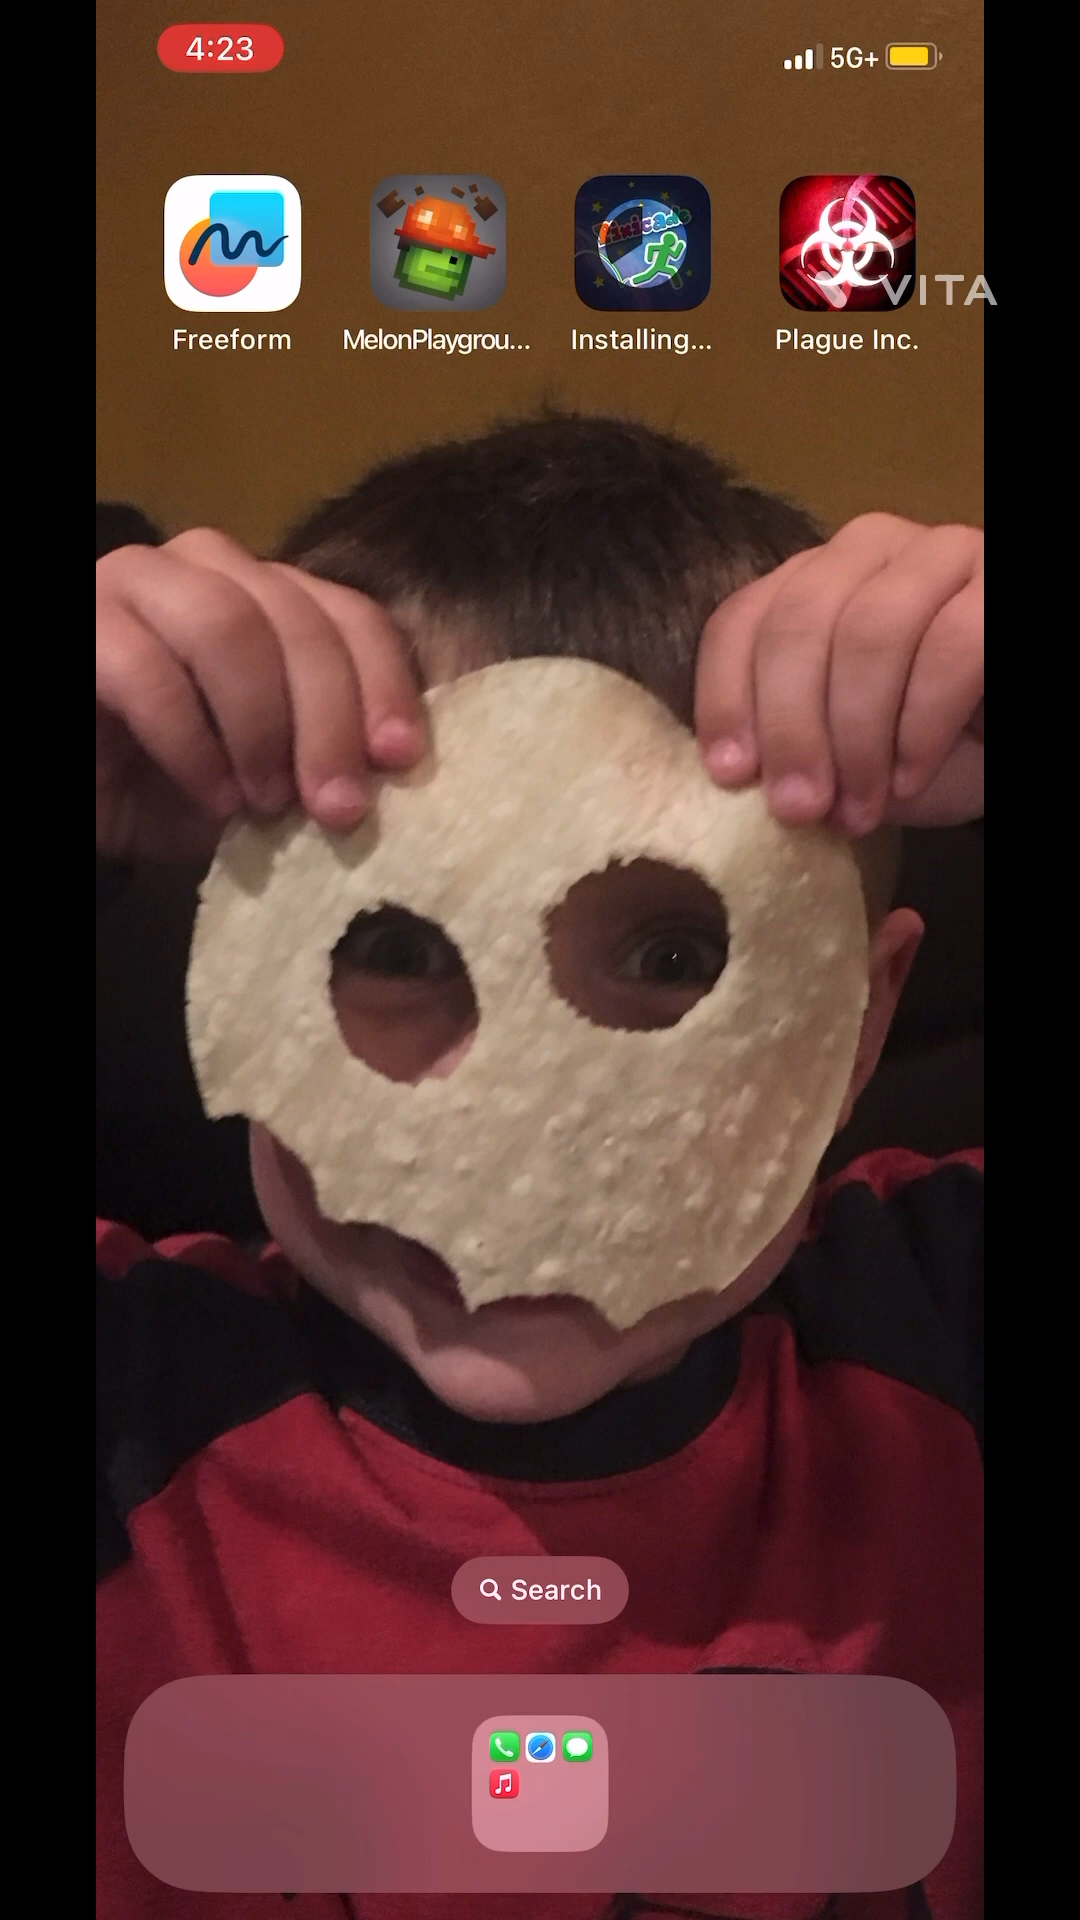 4:23
5G+
VITA
Freeform
MelonPlaygrou...
Installing...
Plague Inc.
Search